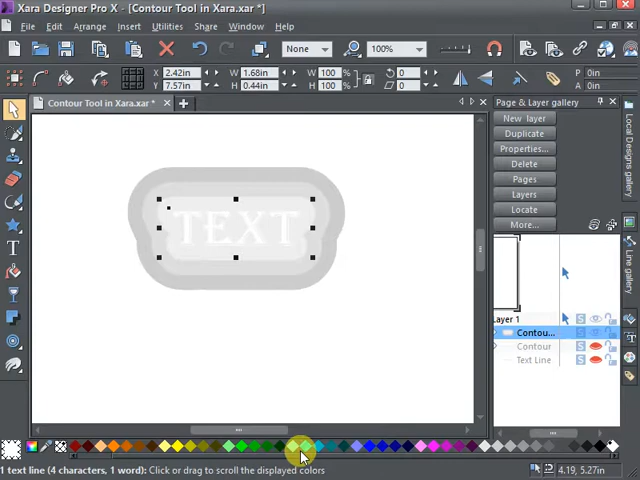 Xara Designer Pro X - [Contour Tool in Xara.xar *]
File Edit Arrange Insert Utilities Share Window Help
None 100%
X 2.42in W 1.68in W 100 % 0 P 0in
Y 7.57in H 0.44in H 100 % 0 A 0in
Contour Tool in Xara.xar * Page & Layer gallery
New layer
Duplicate
Properties...
Delete
Pages
Layers
Locate
More...
Local Designs gallery
Line gallery
TEXT
Layer 1
Contou...
Contour
Text Line
1 text line (4 characters, 1 word): Click or drag to scroll the displayed colors 4.19, 5.27in